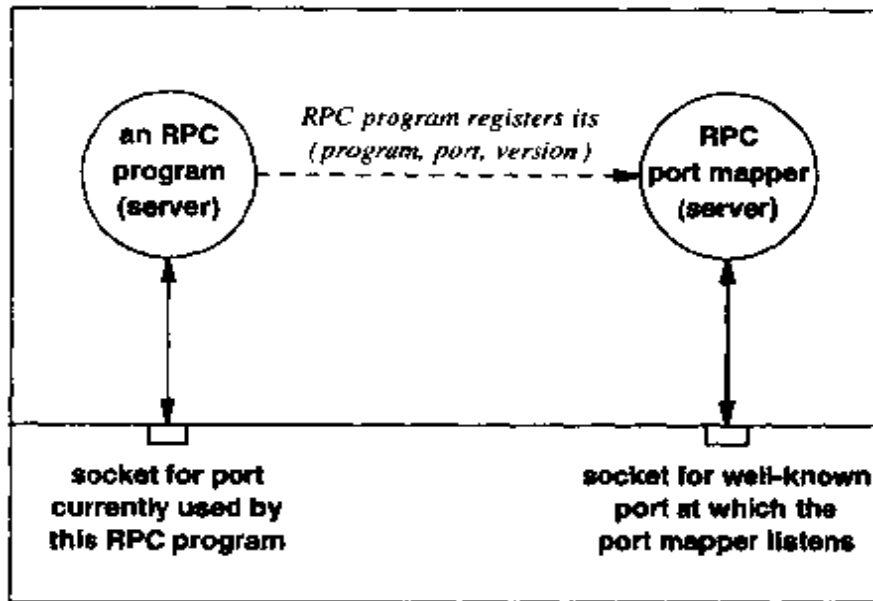 an RPC
program
(server)
RPC program registers its
(program, port, version)
RPC
port mapper
(server)
socket for port
currently used by
this RPC program
socket for well-known
port at which the
port mapper listens